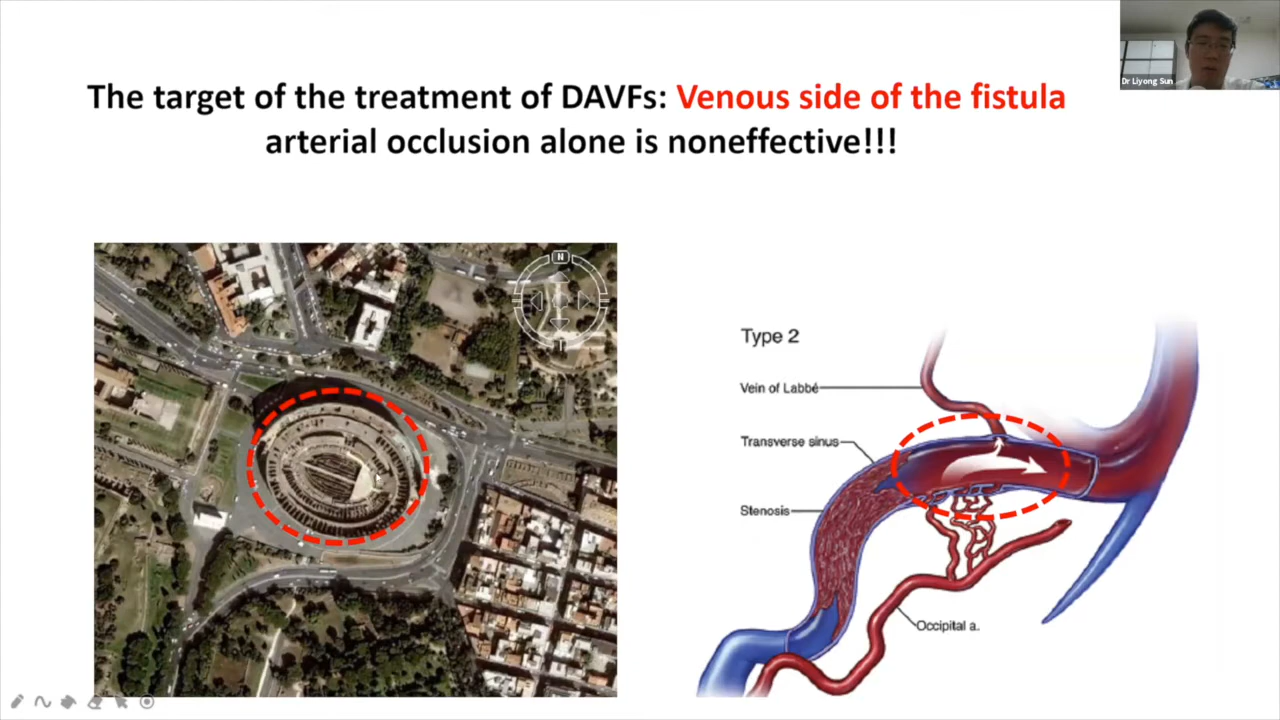 Dr Liyong Sun
The target of the treatment of DAVFs: Venous side of the fistula
arterial occlusion alone is noneffective!!!
N
Type 2
Vein of Labbé
Transverse sinus
Stenosis
Occipital a.